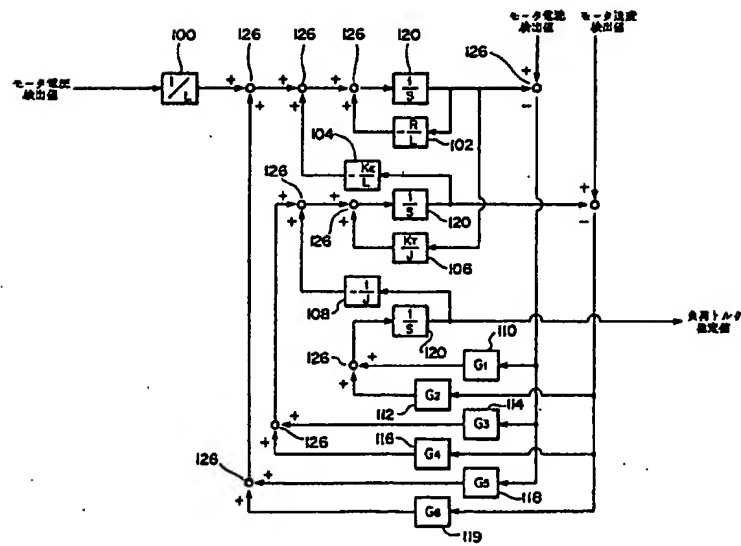 モータ電流
検出値
モータ速度
検出値
100
126
126
126
120
126
モータ電圧
検出値
1/L
+
+
+
+
1/S
+
−
+
+
+
-R/L
102
104
-KE/L
126
+
+
+
1/S
+
−
126
120
+
+
KT/J
106
-1/J
108
1/S
負荷トルク
推定値
120
110
126
+
G1
+
G2
112
114
+
G3
126
116
+
G4
126
+
G5
118
+
G6
119